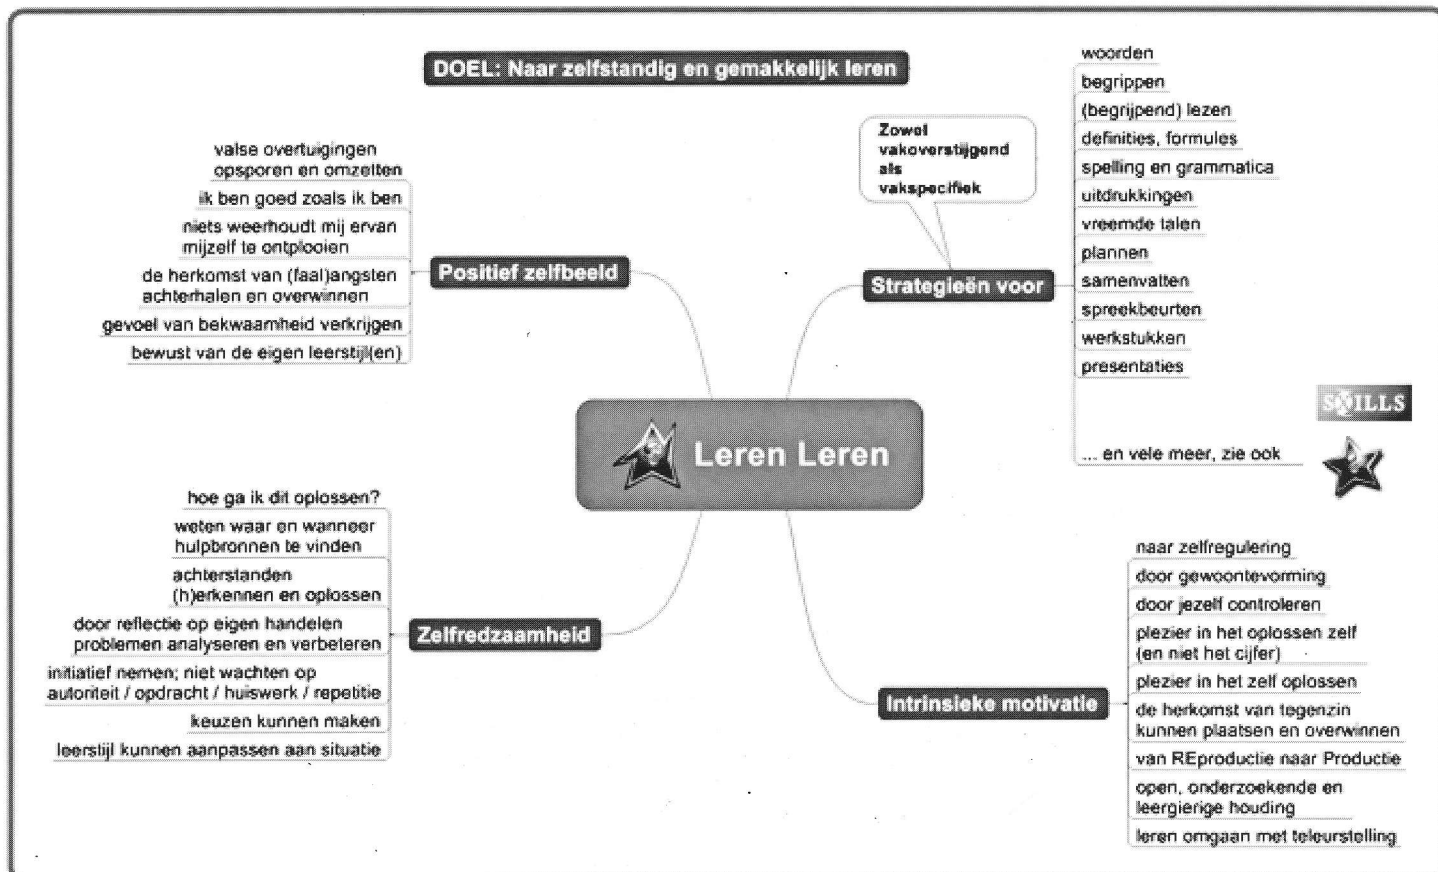 DOEL: Naar zelfstandig en gemakkelijk leren
valse overtuigingen
opsporen en omzetten
ik ben goed zoals ik ben
niets weerhoudt mij ervan
mijzelf te ontplooien
de herkomst van (faal)angsten
achterhalen en overwinnen
gevoel van bekwaamheid verkrijgen
bewust van de eigen leerstijl(en)
Positief zelfbeeld
Zowel
vakoverstijgend
als
vakspecifiek
Strategieën voor
woorden
begrippen
(begrijpend) lezen
definities, formules
spelling en grammatica
uitdrukkingen
vreemde talen
plannen
samenvatten
spreekbeurten
werkstukken
presentaties
... en vele meer, zie ook
SKILLS
Leren Leren
hoe ga ik dit oplossen?
weten waar en wanneer
hulpbronnen te vinden
achterstanden
(h)erkennen en oplossen
door reflectie op eigen handelen
problemen analyseren en verbeteren
initiatief nemen; niet wachten op
autoriteit / opdracht / huiswerk / repetitie
keuzen kunnen maken
leerstijl kunnen aanpassen aan situatie
Zelfredzaamheid
Intrinsieke motivatie
naar zelfregulering
door gewoontevorming
door jezelf controleren
plezier in het oplossen zelf
(en niet het cijfer)
plezier in het zelf oplossen
de herkomst van tegenzin
kunnen plaatsen en overwinnen
van REproductie naar Productie
open, onderzoekende en
leergierige houding
leren omgaan met teleurstelling